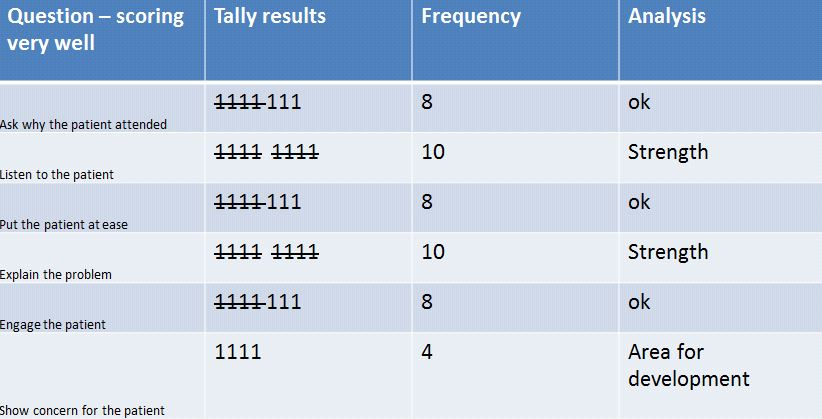 Question – scoring very well Tally results Frequency Analysis
Ask why the patient attended 1111 111 8 ok
Listen to the patient 1111 1111 10 Strength
Put the patient at ease 1111 111 8 ok
Explain the problem 1111 1111 10 Strength
Engage the patient 1111 111 8 ok
Show concern for the patient 1111 4 Area for development